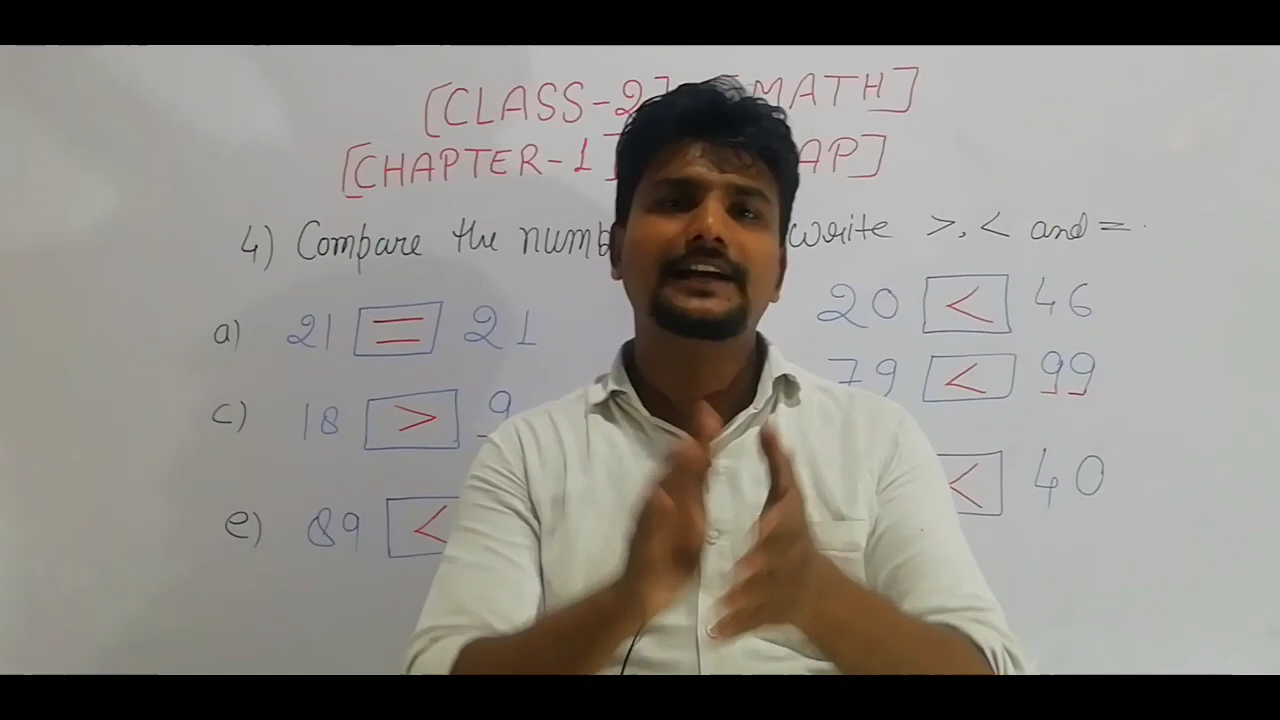 [CLASS-2] MATH]
[CHAPTER-1] AP]
4) Compare the write >, < and = .
a) 21 = 21 20 < 46
c) 18 > 9 79 < 99
e) 89 < < 40